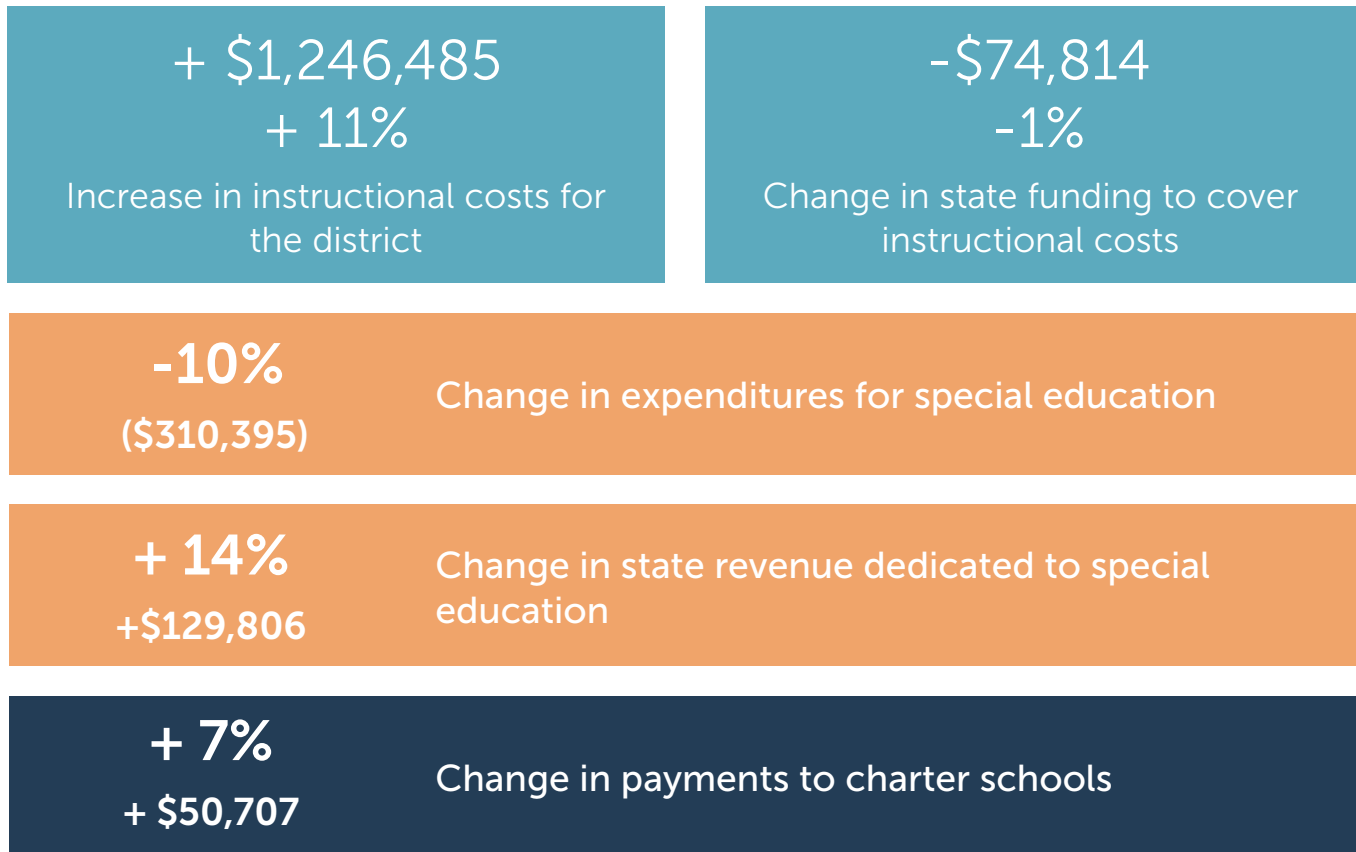 + $1,246,485
+ 11%
Increase in instructional costs for
the district
-$74,814
-1%
Change in state funding to cover
instructional costs
-10%
($310,395)
Change in expenditures for special education
+ 14%
+$129,806
Change in state revenue dedicated to special
education
+ 7%
+ $50,707
Change in payments to charter schools